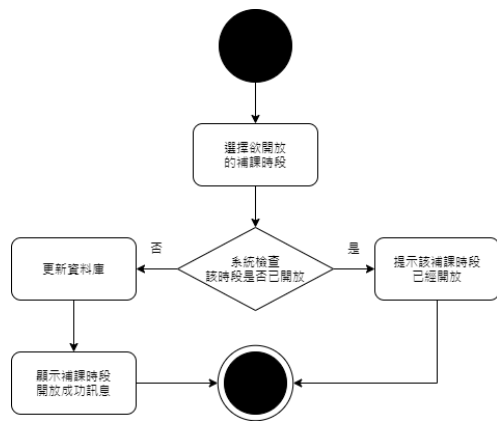 選擇欲開放
的補課時段
系統檢查
該時段是否已開放
否
是
更新資料庫
提示該補課時段
已經開放
顯示補課時段
開放成功訊息